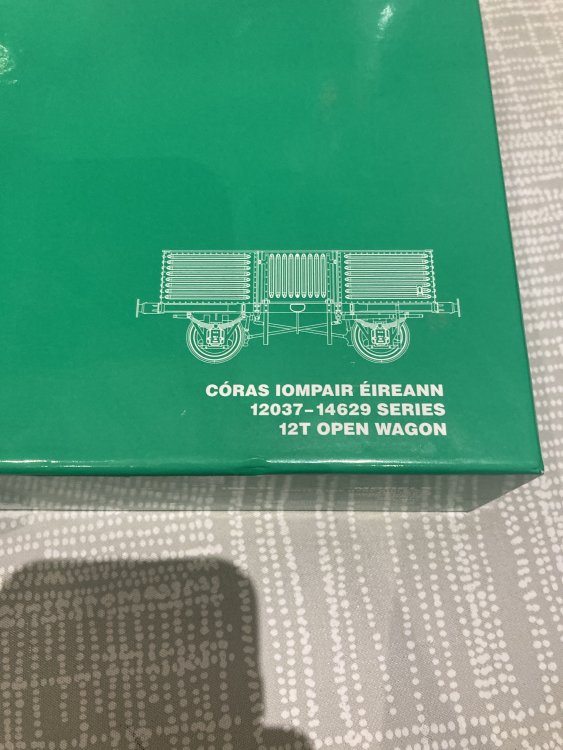 CÓRAS IOMPAIR ÉIREANN
12037–14629 SERIES
12T OPEN WAGON